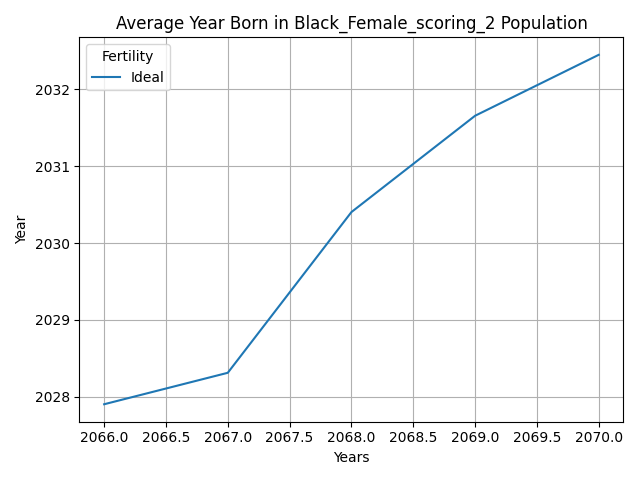 Average Year Born in Black_Female_scoring_2 Population
Fertility
Ideal
2032
2031
2030
2029
2028
Year
2066.0 2066.5 2067.0 2067.5 2068.0 2068.5 2069.0 2069.5 2070.0
Years